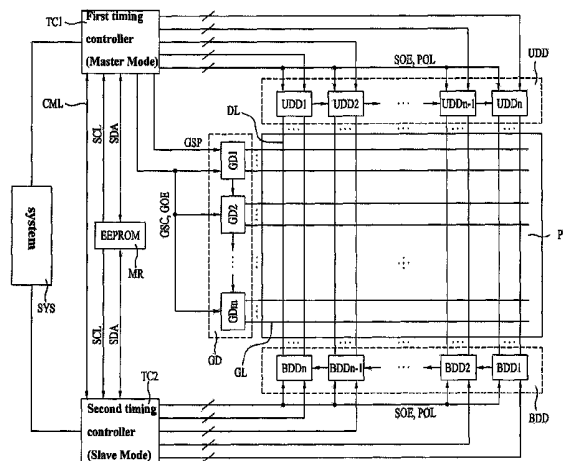 TC1
First timing
controller
(Master Mode)
SOE, POL
UDD
UDD1
UDD2
...
UDDn-1
UDDn
CML
SCL
SDA
DL
GSP
GD1
GSC, GOE
GD2
system
EEPROM
MR
P
SYS
GDm
SCL
SDA
GD
GL
BDDn
BDDn-1
...
BDD2
BDD1
TC2
SOE, POL
BDD
Second timing
controller
(Slave Mode)